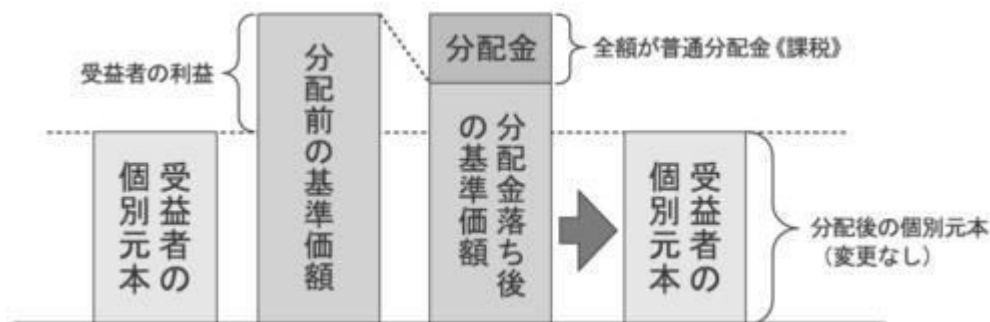 受益者の利益
受益者の
個別元本
分配前の基準価額
分配金
全額が普通分配金《課税》
分配金落ち後
の基準価額
受益者の
個別元本
分配後の個別元本
（変更なし）